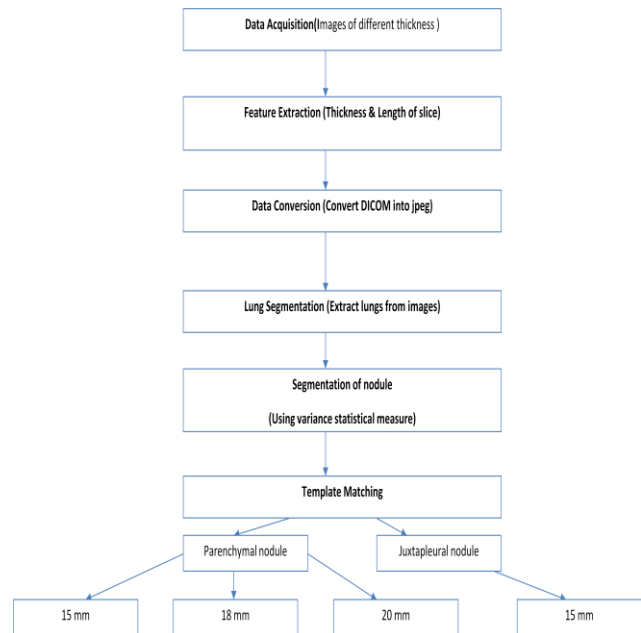 Data Acquisition(Images of different thickness )
Feature Extraction (Thickness & Length of slice)
Data Conversion (Convert DICOM into jpeg)
Lung Segmentation (Extract lungs from images)
Segmentation of nodule
(Using variance statistical measure)
Template Matching
Parenchymal nodule
Juxtapleural nodule
15 mm
18 mm
20 mm
15 mm